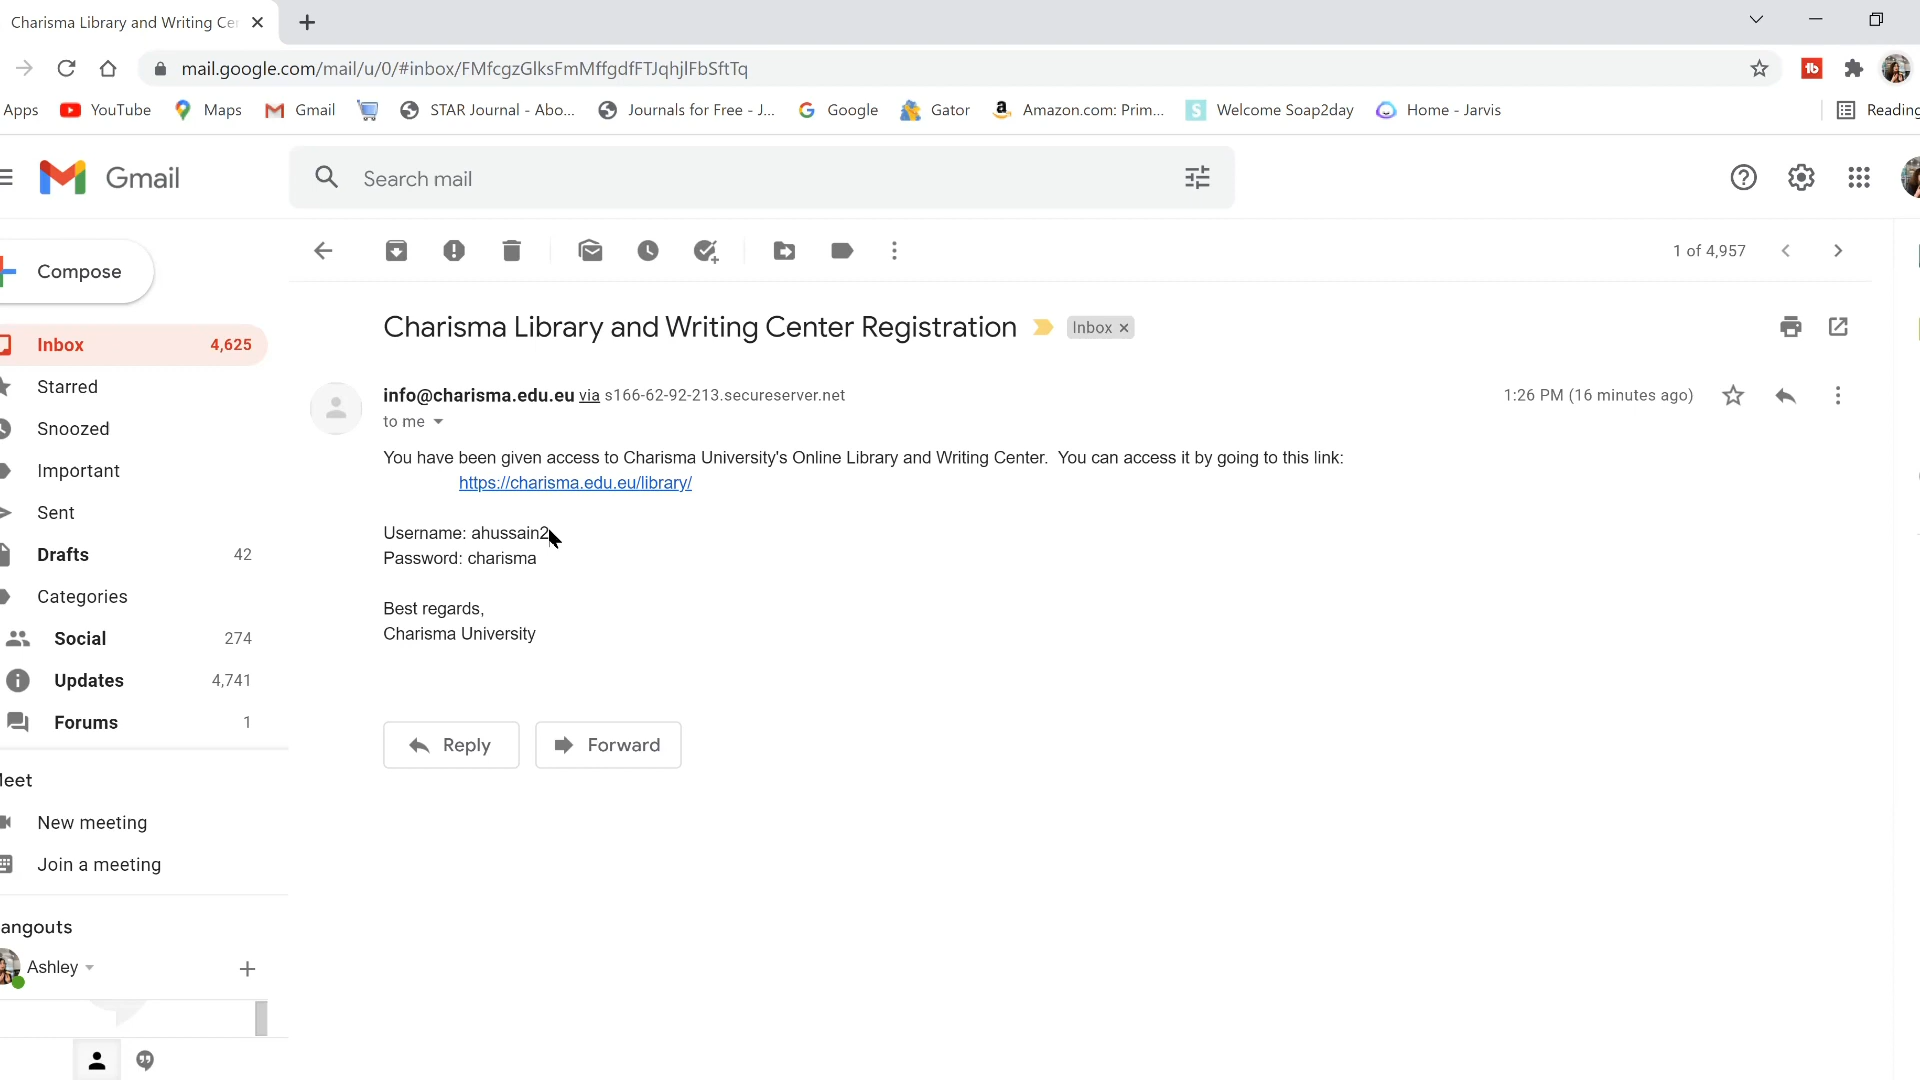 Charisma Library and Writing Ce
mail.google.com/mail/u/0/#inbox/FMfcgzGlksFmMffgdfFTJqhjlFbSftTq
Apps YouTube Maps Gmail STAR Journal - Abo... Journals for Free - J... Google Gator Amazon.com: Prim... Welcome Soap2day Home - Jarvis Reading
Gmail Search mail
Compose
1 of 4,957
Charisma Library and Writing Center Registration Inbox ×
Inbox 4,625
Starred
Snoozed
Important
Sent
Drafts 42
Categories
Social 274
Updates 4,741
Forums 1
info@charisma.edu.eu via s166-62-92-213.secureserver.net 1:26 PM (16 minutes ago)
to me
You have been given access to Charisma University's Online Library and Writing Center. You can access it by going to this link:
https://charisma.edu.eu/library/
Username: ahussain2
Password: charisma
Best regards,
Charisma University
Reply Forward
eet
New meeting
Join a meeting
angouts
Ashley